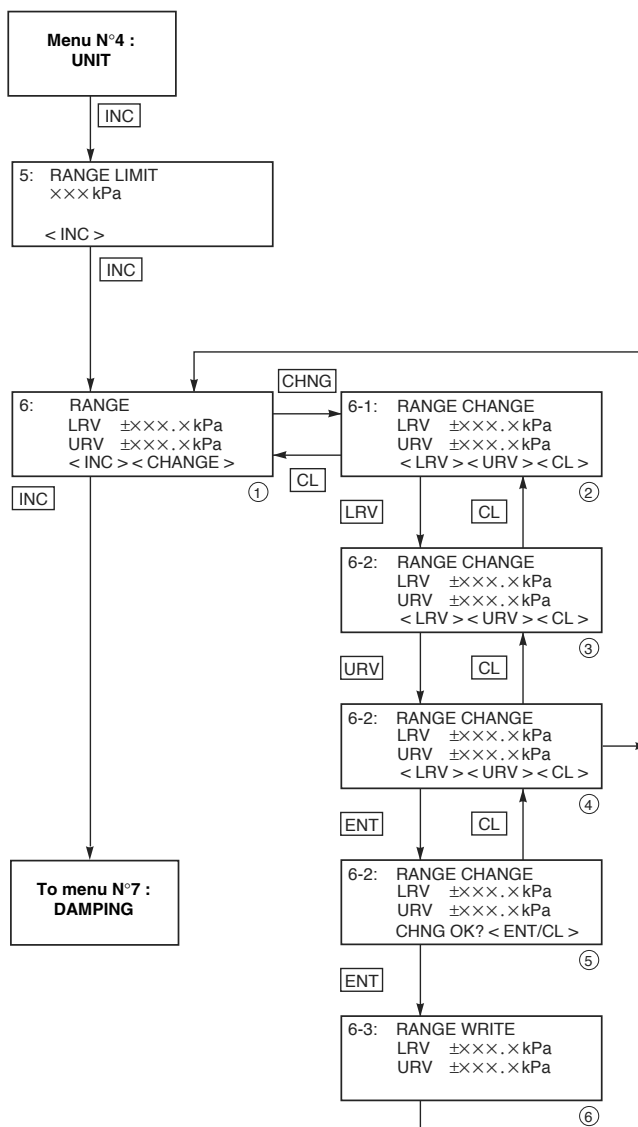 Menu N°4 :
UNIT
INC
5: RANGE LIMIT
××× kPa
< INC >
INC
6: RANGE
LRV ±×××.× kPa
URV ±×××.× kPa
< INC > < CHANGE >
1
CHNG
CL
6-1: RANGE CHANGE
LRV ±×××.× kPa
URV ±×××.× kPa
< LRV > < URV > < CL >
2
INC
LRV
CL
6-2: RANGE CHANGE
LRV ±×××.× kPa
URV ±×××.× kPa
< LRV > < URV > < CL >
3
URV
CL
6-2: RANGE CHANGE
LRV ±×××.× kPa
URV ±×××.× kPa
< LRV > < URV > < CL >
4
ENT
CL
6-2: RANGE CHANGE
LRV ±×××.× kPa
URV ±×××.× kPa
CHNG OK? < ENT/CL >
5
To menu N°7 :
DAMPING
ENT
6-3: RANGE WRITE
LRV ±×××.× kPa
URV ±×××.× kPa
6